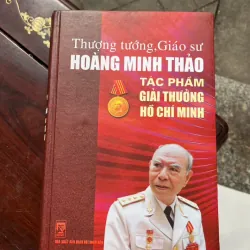 Thượng tướng, Giáo sư
HOÀNG MINH THẢO
TÁC PHẨM
GIẢI THƯỞNG
HỒ CHÍ MINH